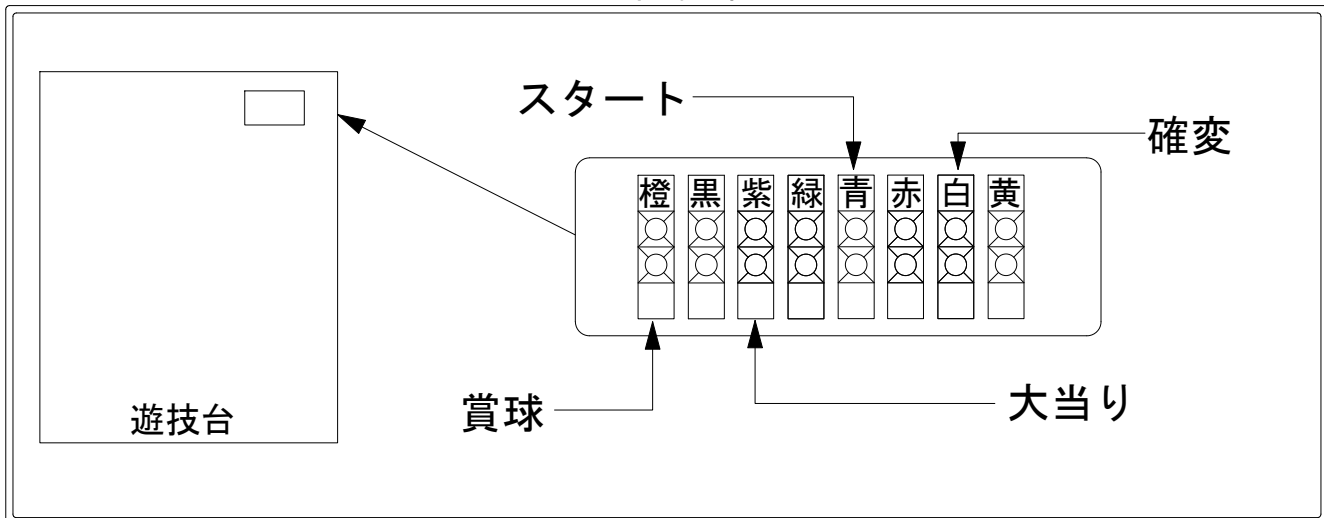 スタート
確変
橙 黒 紫 緑 青 赤 白 黄
賞球
大当り
遊技台